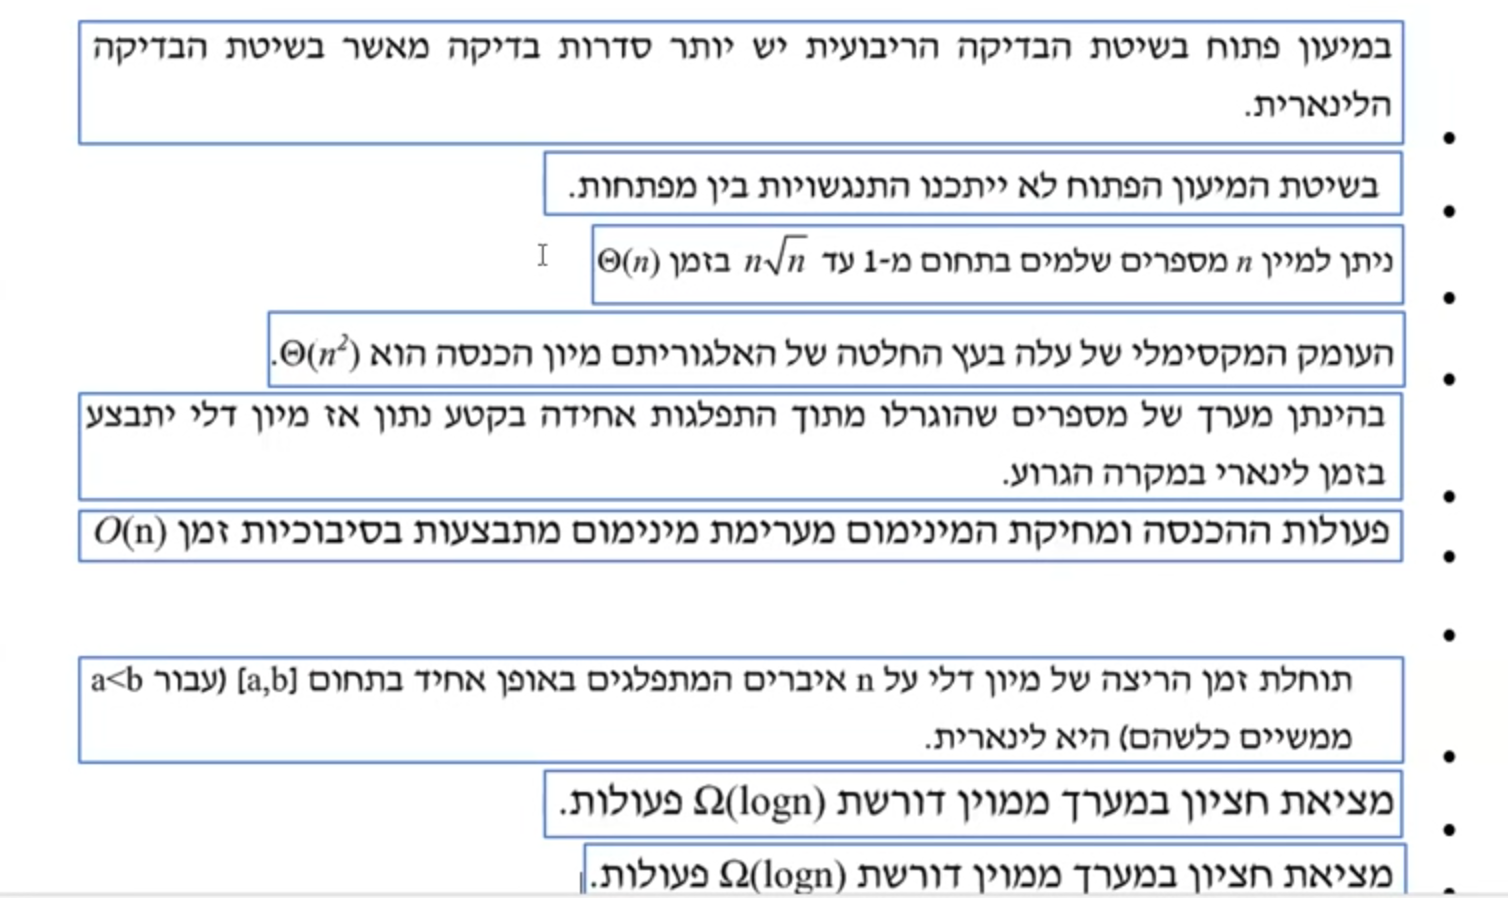 במיעון פתוח בשיטת הבדיקה הריבועית יש יותר סדרות בדיקה מאשר בשיטת הבדיקה
הלינארית.
בשיטת המיעון הפתוח לא ייתכנו התנגשויות בין מפתחות.
ניתן למיין n מספרים שלמים בתחום מ-1 עד n√n בזמן Θ(n)
העומק המקסימלי של עלה בעץ החלטה של האלגוריתם מיון הכנסה הוא Θ(n²).
בהינתן מערך של מספרים שהוגרלו מתוך התפלגות אחידה בקטע נתון אז מיון דלי יתבצע
בזמן לינארי במקרה הגרוע.
פעולות ההכנסה ומחיקת המינימום מערימת מינימום מתבצעות בסיבוכיות זמן O(n)
תוחלת זמן הריצה של מיון דלי על n איברים המתפלגים באופן אחיד בתחום [a,b] (עבור a<b
ממשיים כלשהם) היא לינארית.
מציאת חציון במערך ממוין דורשת Ω(logn) פעולות.
מציאת חציון במערך ממוין דורשת Ω(logn) פעולות.